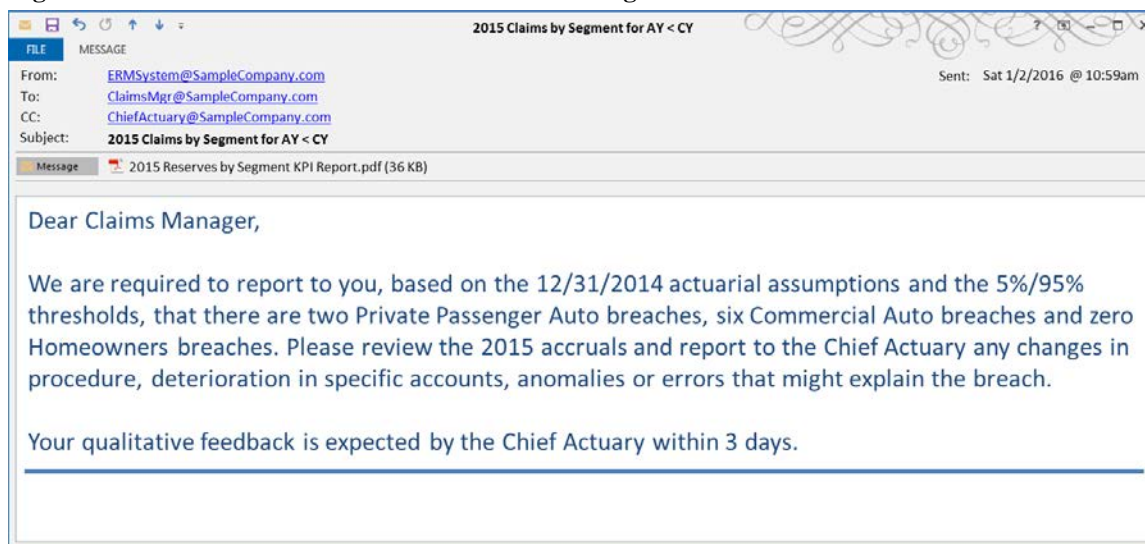 2015 Claims by Segment for AY < CY
FILE MESSAGE
From: ERMSystem@SampleCompany.com Sent: Sat 1/2/2016 @ 10:59am
To: ClaimsMgr@SampleCompany.com
CC: ChiefActuary@SampleCompany.com
Subject: 2015 Claims by Segment for AY < CY
Message 2015 Reserves by Segment KPI Report.pdf (36 KB)
Dear Claims Manager,
We are required to report to you, based on the 12/31/2014 actuarial assumptions and the 5%/95%
thresholds, that there are two Private Passenger Auto breaches, six Commercial Auto breaches and zero
Homeowners breaches. Please review the 2015 accruals and report to the Chief Actuary any changes in
procedure, deterioration in specific accounts, anomalies or errors that might explain the breach.
Your qualitative feedback is expected by the Chief Actuary within 3 days.